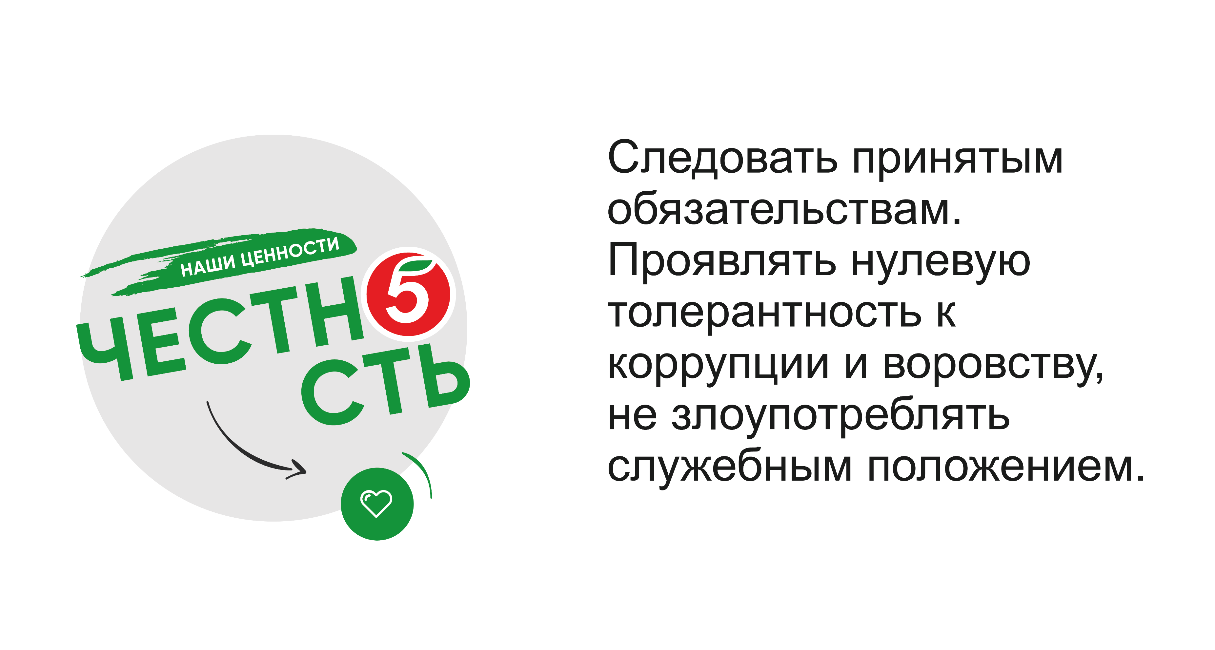 НАШИ ЦЕННОСТИ
ЧЕСТН5
СТЬ
Следовать принятым
обязательствам.
Проявлять нулевую
толерантность к
коррупции и воровству,
не злоупотреблять
служебным положением.